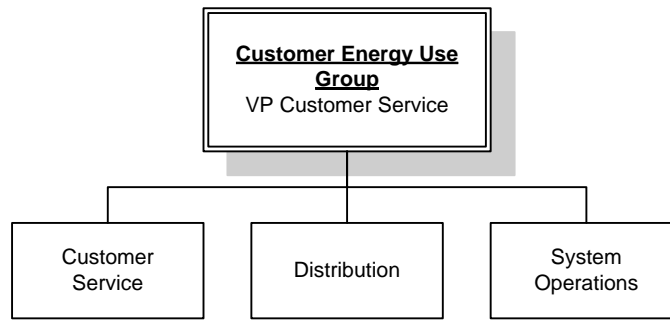 Customer Energy Use
Group
VP Customer Service
Customer
Service
Distribution
System
Operations